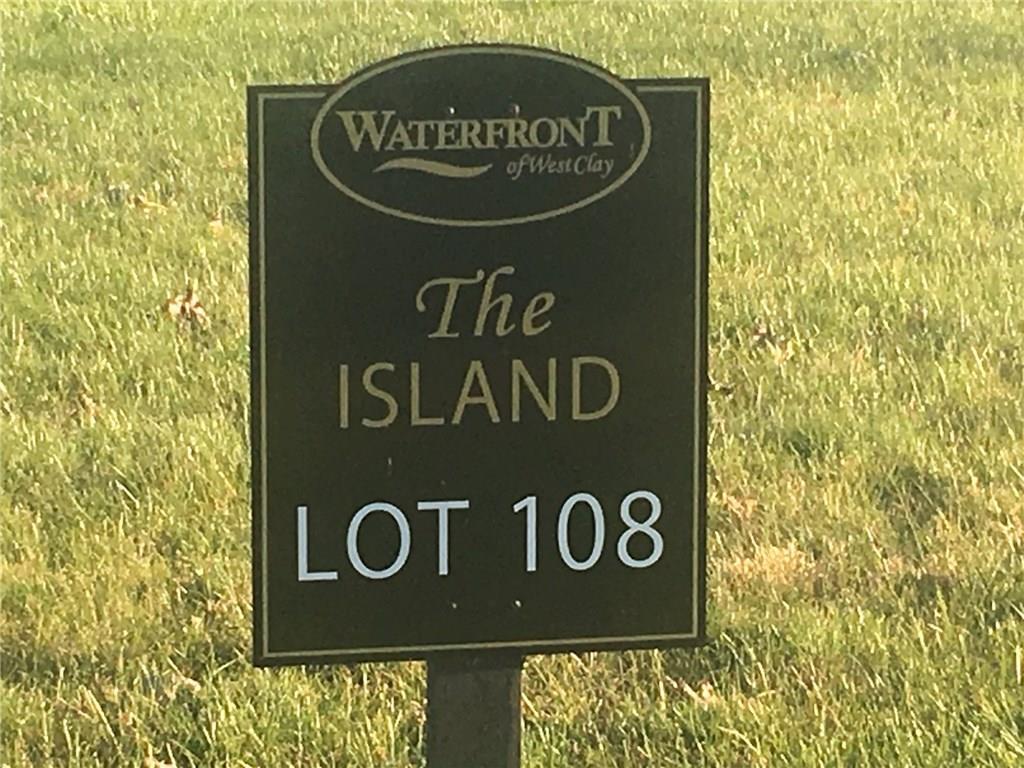 WATERFRONT
of West Clay
The
ISLAND
LOT 108